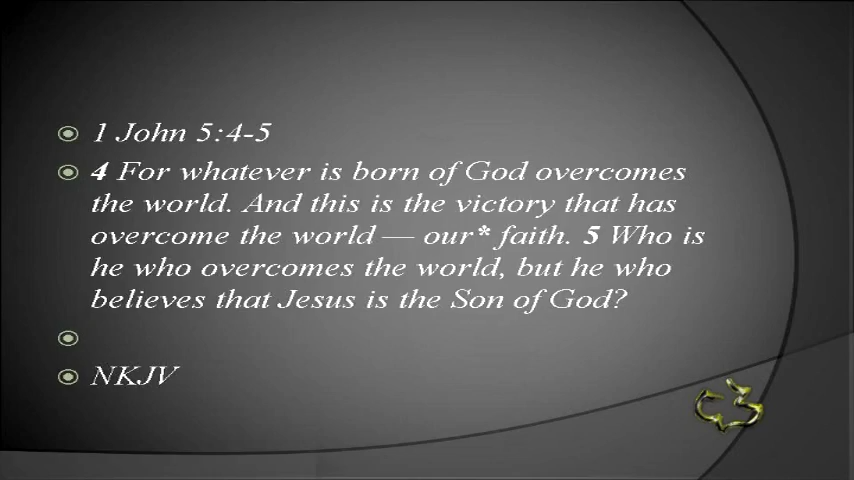 1 John 5:4-5
4 For whatever is born of God overcomes
the world. And this is the victory that has
overcome the world — our* faith. 5 Who is
he who overcomes the world, but he who
believes that Jesus is the Son of God?
NKJV